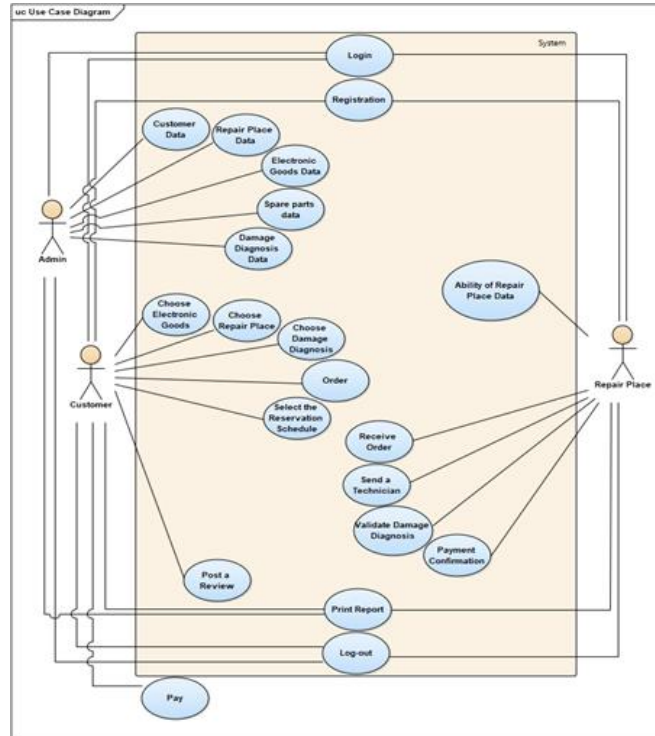 uc Use Case Diagram
System
Login
Registration
Customer
Data
Repair Place
Data
Electronic
Goods Data
Spare parts
data
Damage
Diagnosis
Data
Admin
Ability of Repair
Place Data
Choose
Electronic
Goods
Choose
Repair Place
Choose
Damage
Diagnosis
Order
Select the
Reservation
Schedule
Customer
Repair Place
Receive
Order
Send a
Technician
Validate Damage
Diagnosis
Payment
Confirmation
Post a
Review
Print Report
Log-out
Pay